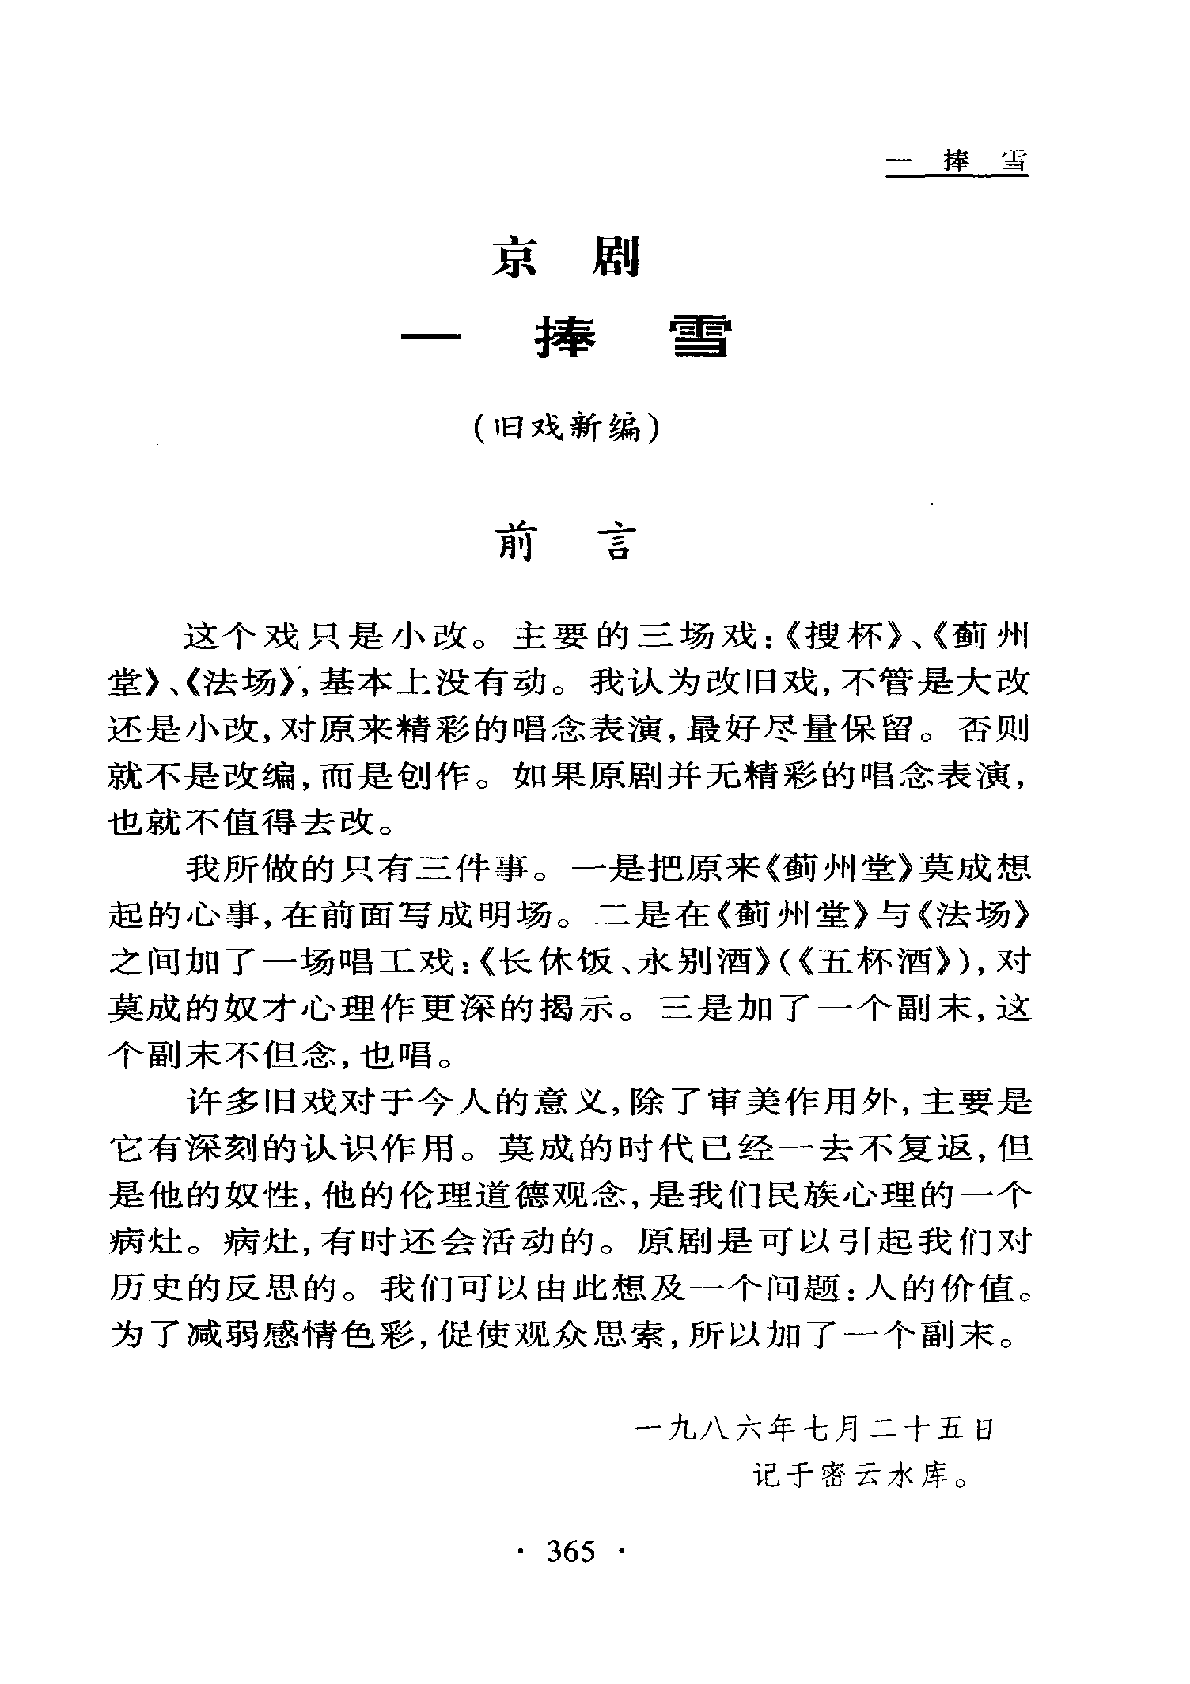 一捧雪
京剧
一捧雪
(旧戏新编)
前言
这个戏只是小改。主要的三场戏:《搜杯》、《蓟州
堂》、《法场》,基本上没有动。我认为改旧戏,不管是大改
还是小改,对原来精彩的唱念表演,最好尽量保留。否则
就不是改编,而是创作。如果原剧并无精彩的唱念表演,
也就不值得去改。
我所做的只有三件事。一是把原来《蓟州堂》莫成想
起的心事,在前面写成明场。二是在《蓟州堂》与《法场》
之间加了一场唱工戏:《长休饭、永别酒》(《五杯酒》),对
莫成的奴才心理作更深的揭示。三是加了一个副末,这
个副末不但念,也唱。
许多旧戏对于今人的意义,除了审美作用外,主要是
它有深刻的认识作用。莫成的时代已经一去不复返,但
是他的奴性,他的伦理道德观念,是我们民族心理的一个
病灶。病灶,有时还会活动的。原剧是可以引起我们对
历史的反思的。我们可以由此想及一个问题:人的价值。
为了减弱感情色彩,促使观众思索,所以加了一个副末。
一九八六年七月二十五日
记于密云水库。
· 365 ·